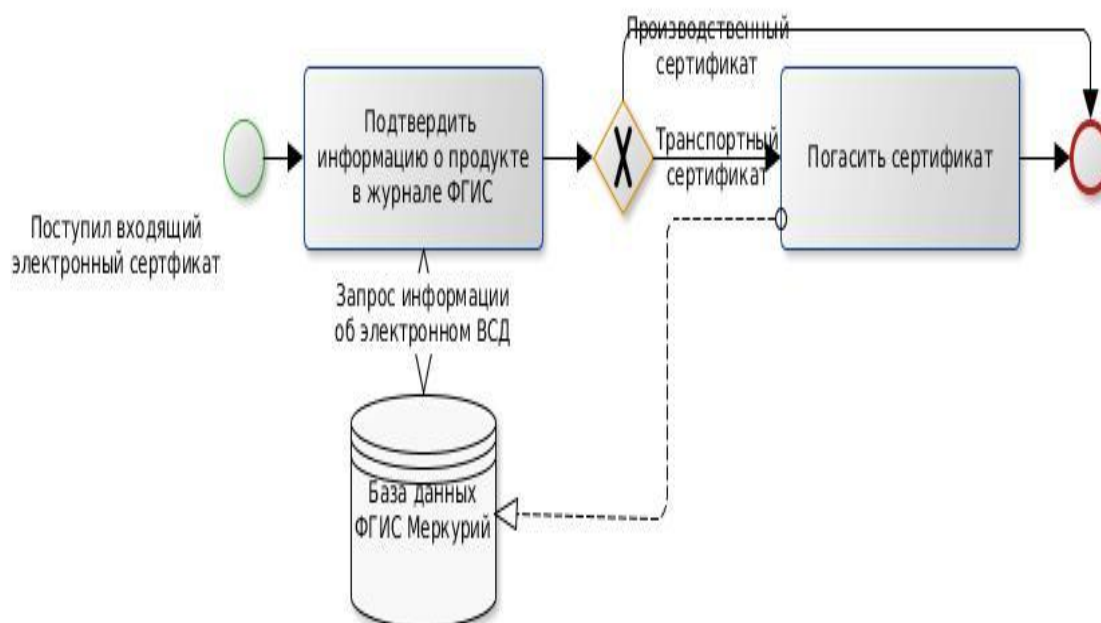 Производственный
сертификат
Подтвердить
информацию о продукте
в журнале ФГИС
Транспортный
сертификат
Погасить сертификат
Поступил входящий
электронный сертфикат
Запрос информации
об электронном ВСД
База данных
ФГИС Меркурий